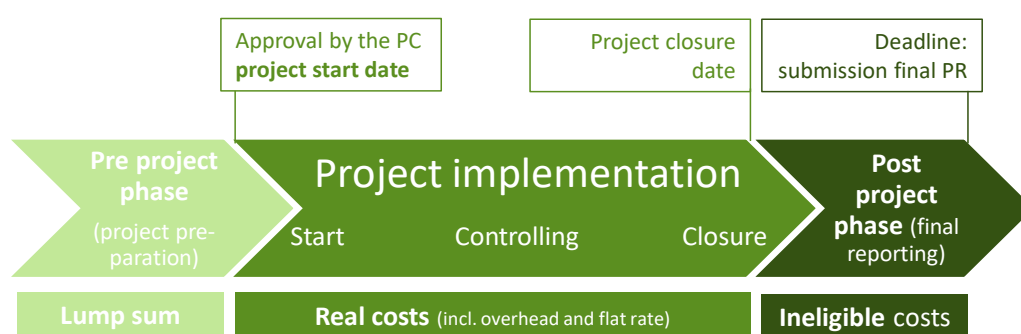 Approval by the PC
project start date
Project closure
date
Deadline:
submission final PR
Pre project
phase
(project pre-
paration)
Project implementation
Start
Controlling
Closure
Post
project
phase (final
reporting)
Lump sum
Real costs (incl. overhead and flat rate)
Ineligible costs